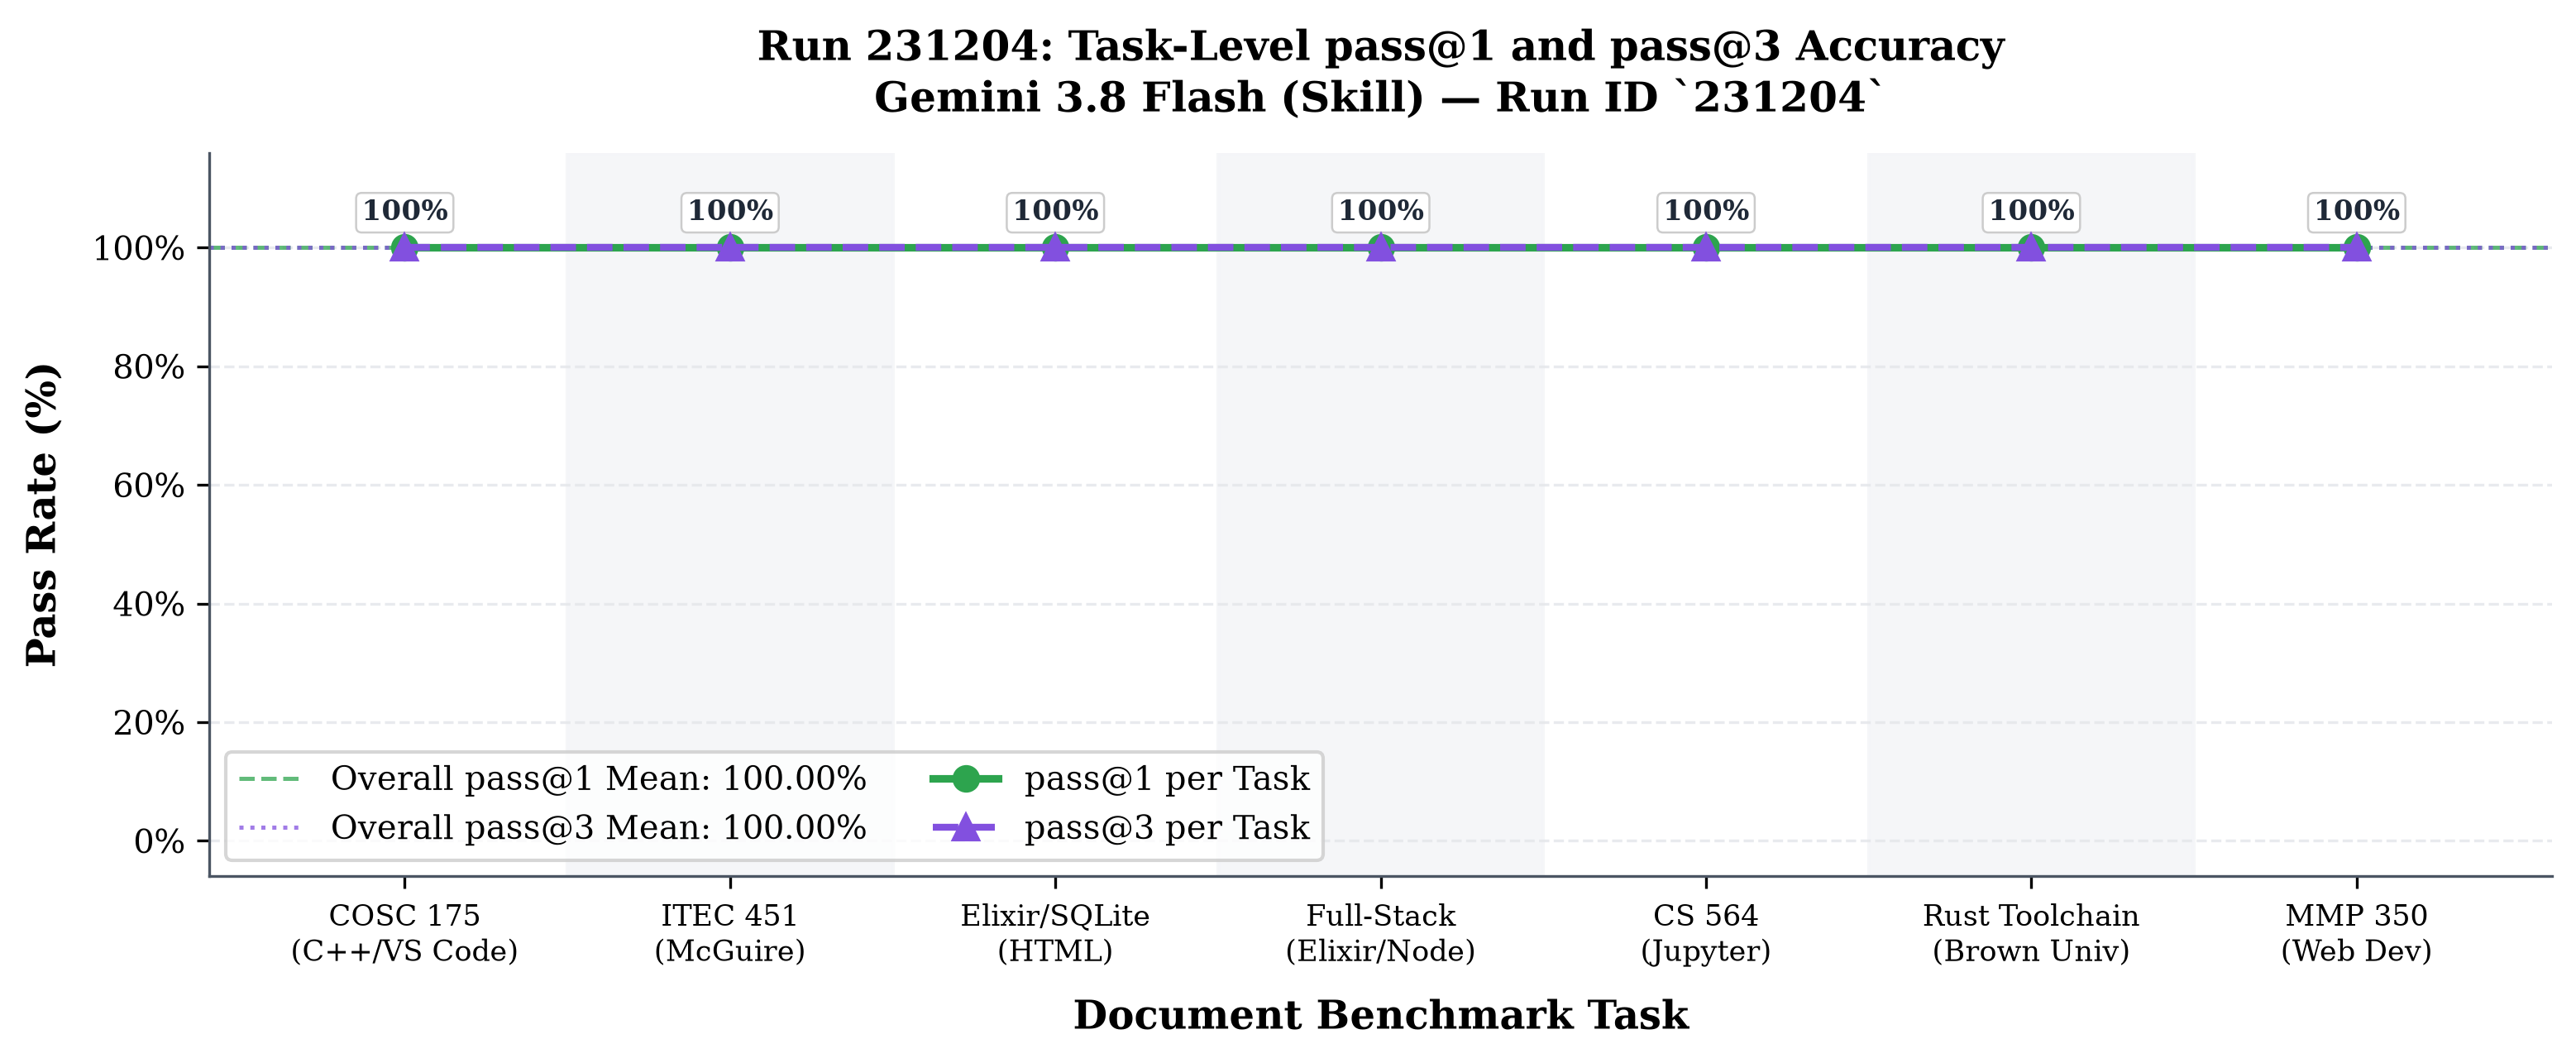 Run 231204: Task-Level pass@1 and pass@3 Accuracy
Gemini 3.8 Flash (Skill) — Run ID `231204`
Pass Rate (%)
100%
80%
60%
40%
20%
0%
100% 100% 100% 100% 100% 100% 100%
Overall pass@1 Mean: 100.00%
Overall pass@3 Mean: 100.00%
pass@1 per Task
pass@3 per Task
COSC 175
(C++/VS Code)
ITEC 451
(McGuire)
Elixir/SQLite
(HTML)
Full-Stack
(Elixir/Node)
CS 564
(Jupyter)
Rust Toolchain
(Brown Univ)
MMP 350
(Web Dev)
Document Benchmark Task